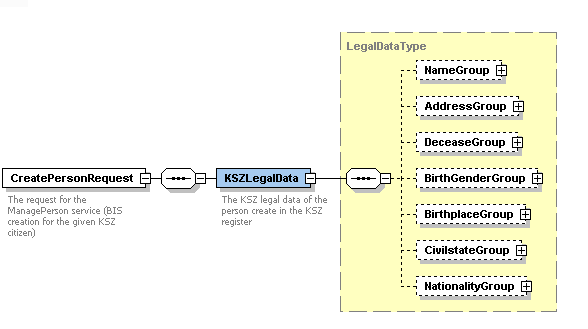 LegalDataType
NameGroup
AddressGroup
DeceaseGroup
CreatePersonRequest
KSZLegalData
BirthGenderGroup
The request for the
ManagePerson service (BIS
creation for the given KSZ
citizen)
The KSZ legal data of the
person create in the KSZ
register
BirthplaceGroup
CivilstateGroup
NationalityGroup